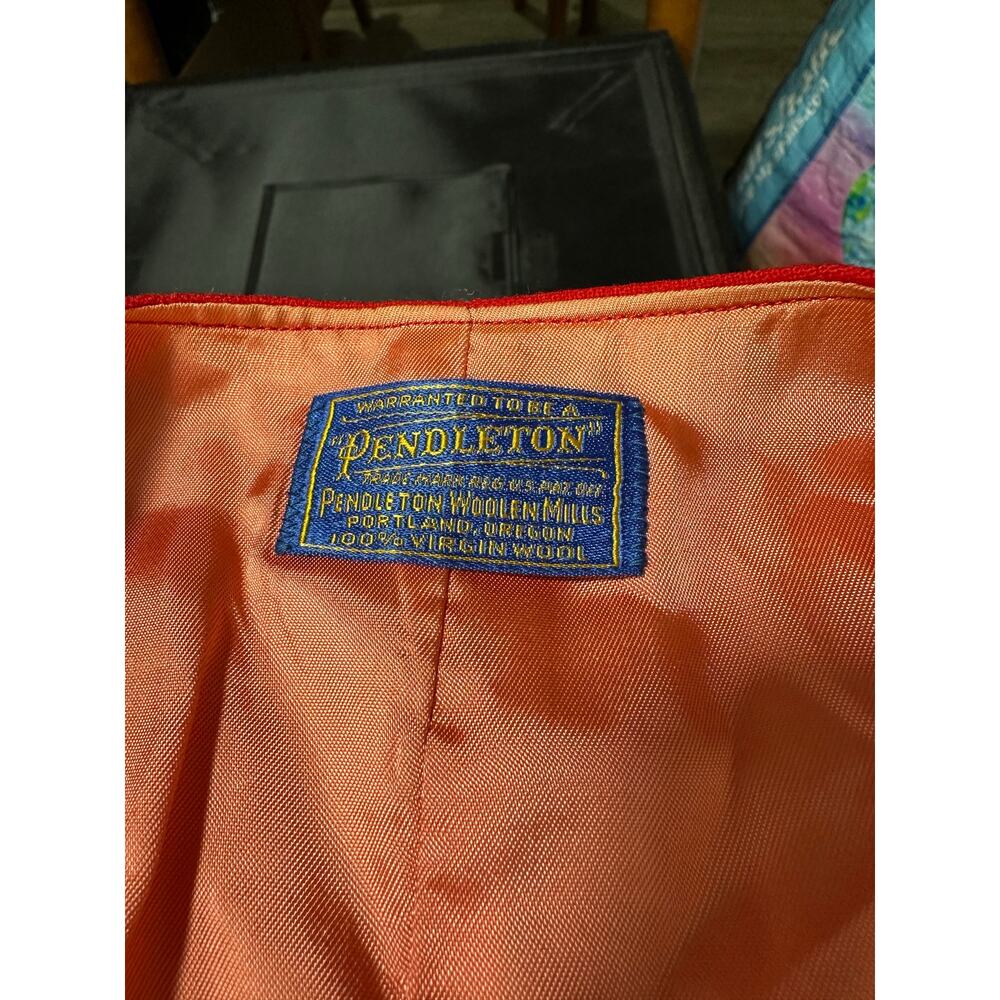 WARRANTED TO BE A
"PENDLETON"
TRADE MARK REG. U.S. PAT. OFF.
PENDLETON WOOLEN MILLS
PORTLAND, OREGON
100% VIRGIN WOOL